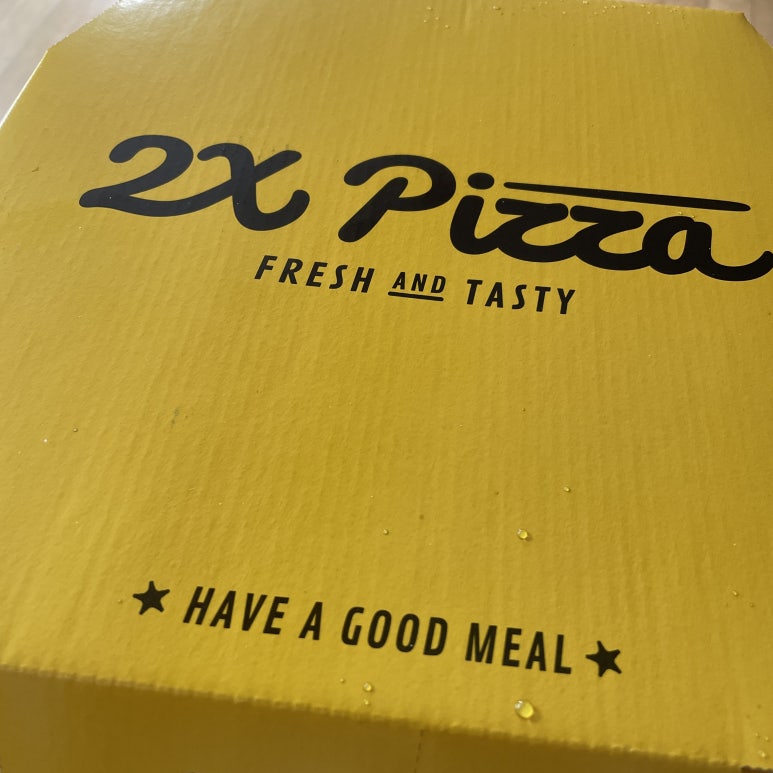 2X Pizza
FRESH AND TASTY
HAVE A GOOD MEAL